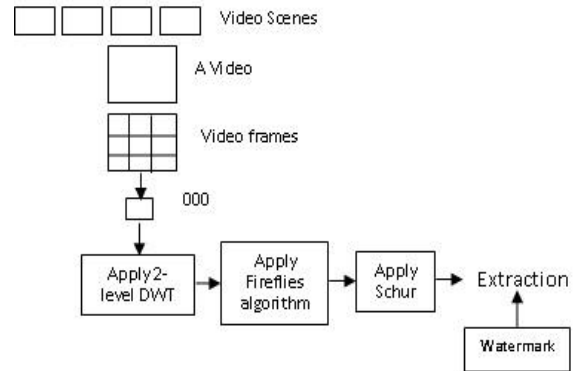 Video Scenes
A Video
Video frames
000
Apply 2-
level DWT
Apply
Fireflies
algorithm
Apply
Schur
Extraction
Watermark